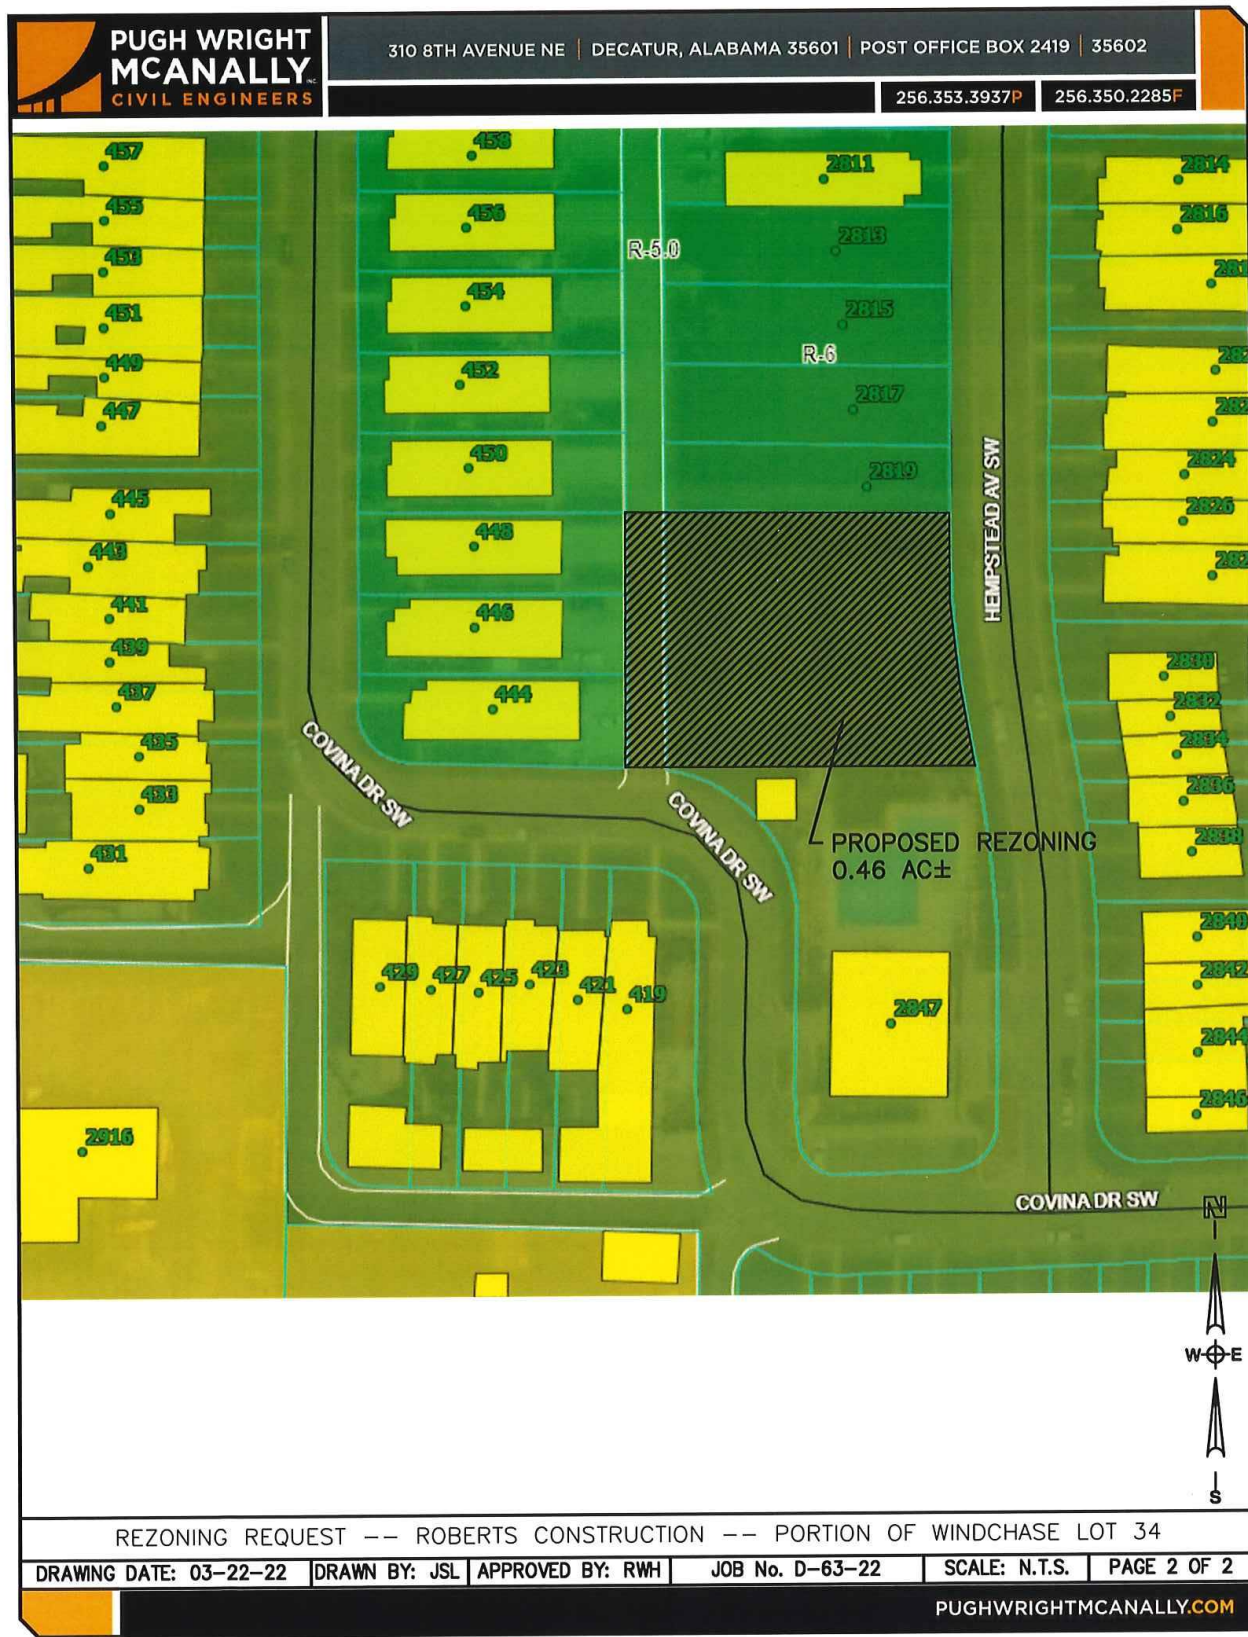 PUGH WRIGHT
MCANALLY INC.
CIVIL ENGINEERS
310 8TH AVENUE NE | DECATUR, ALABAMA 35601 | POST OFFICE BOX 2419 | 35602
256.353.3937P
256.350.2285F
457
455
453
451
449
447
445
443
441
439
437
435
433
431
458
456
454
452
450
448
446
444
R-5.0
2811
2813
2815
R-6
2817
2819
HEMPSTEAD AV SW
2814
2816
281
282
282
2824
2826
282
2830
2832
2834
2836
2838
2840
2842
2844
2846
COVINA DR SW
COVINA DR SW
PROPOSED REZONING
0.46 AC±
429
427
425
423
421
419
2847
2916
COVINA DR SW
N
W
E
S
REZONING REQUEST -- ROBERTS CONSTRUCTION -- PORTION OF WINDCHASE LOT 34
DRAWING DATE: 03-22-22 DRAWN BY: JSL APPROVED BY: RWH JOB No. D-63-22 SCALE: N.T.S. PAGE 2 OF 2
PUGHWRIGHTMCANALLY.COM